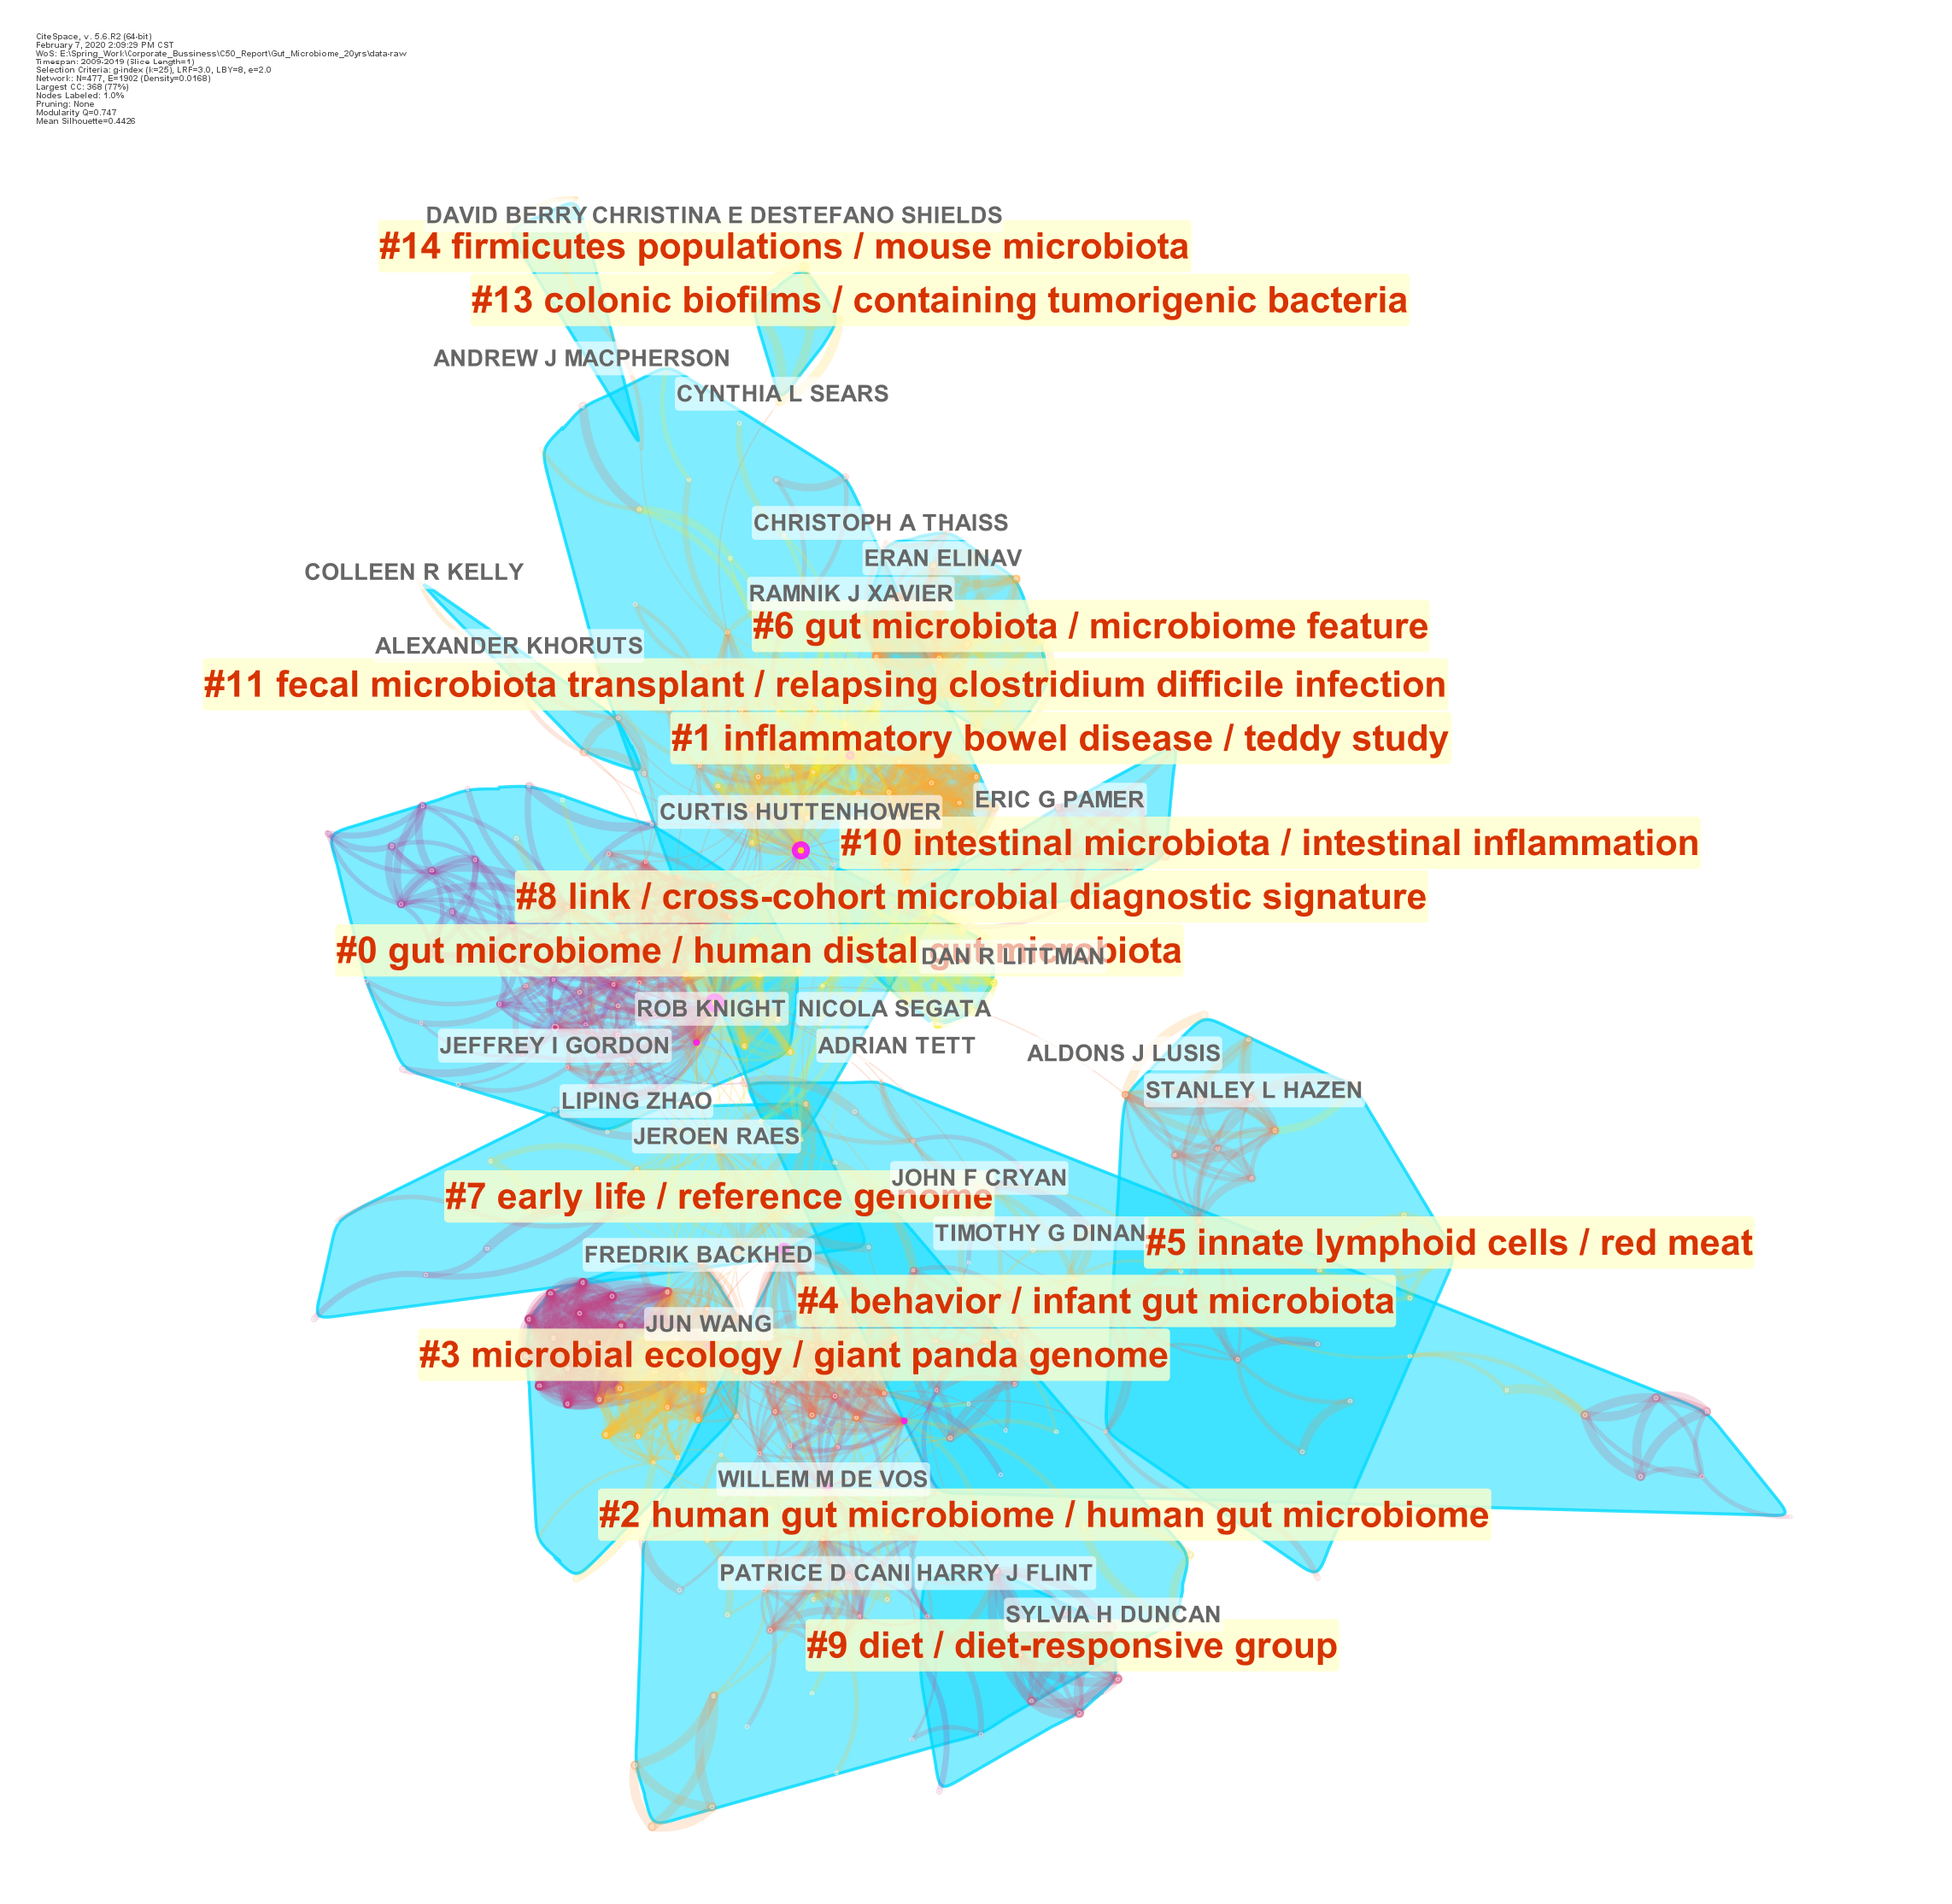 CiteSpace, v. 5.6.R2 (64-bit)
February 7, 2020 2:09:29 PM CST
WoS: E:\Spring_Work\Corporate_Bussiness\C50_Report\Gut_Microbiome_20yrs\data-raw
Timespan: 2009-2019 (Slice Length=1)
Selection Criteria: g-index (k=25), LRF=3.0, LBY=8, e=2.0
Network: N=477, E=1902 (Density=0.0168)
Largest CC: 368 (77%)
Nodes Labeled: 1.0%
Pruning: None
Modularity Q=0.747
Mean Silhouette=0.4426
DAVID BERRY CHRISTINA E DESTEFANO SHIELDS
#14 firmicutes populations / mouse microbiota
#13 colonic biofilms / containing tumorigenic bacteria
ANDREW J MACPHERSON
CYNTHIA L SEARS
CHRISTOPH A THAISS
ERAN ELINAV
COLLEEN R KELLY
RAMNIK J XAVIER
#6 gut microbiota / microbiome feature
ALEXANDER KHORUTS
#11 fecal microbiota transplant / relapsing clostridium difficile infection
#1 inflammatory bowel disease / teddy study
ERIC G PAMER
CURTIS HUTTENHOWER
#10 intestinal microbiota / intestinal inflammation
#8 link / cross-cohort microbial diagnostic signature
#0 gut microbiome / human distal gut microbiota
DAN R LITTMAN
ROB KNIGHT
NICOLA SEGATA
JEFFREY I GORDON
ADRIAN TETT
ALDONS J LUSIS
STANLEY L HAZEN
LIPING ZHAO
JEROEN RAES
JOHN F CRYAN
#7 early life / reference genome
TIMOTHY G DINAN
#5 innate lymphoid cells / red meat
FREDRIK BACKHED
#4 behavior / infant gut microbiota
JUN WANG
#3 microbial ecology / giant panda genome
WILLEM M DE VOS
#2 human gut microbiome / human gut microbiome
PATRICE D CANI
HARRY J FLINT
SYLVIA H DUNCAN
#9 diet / diet-responsive group